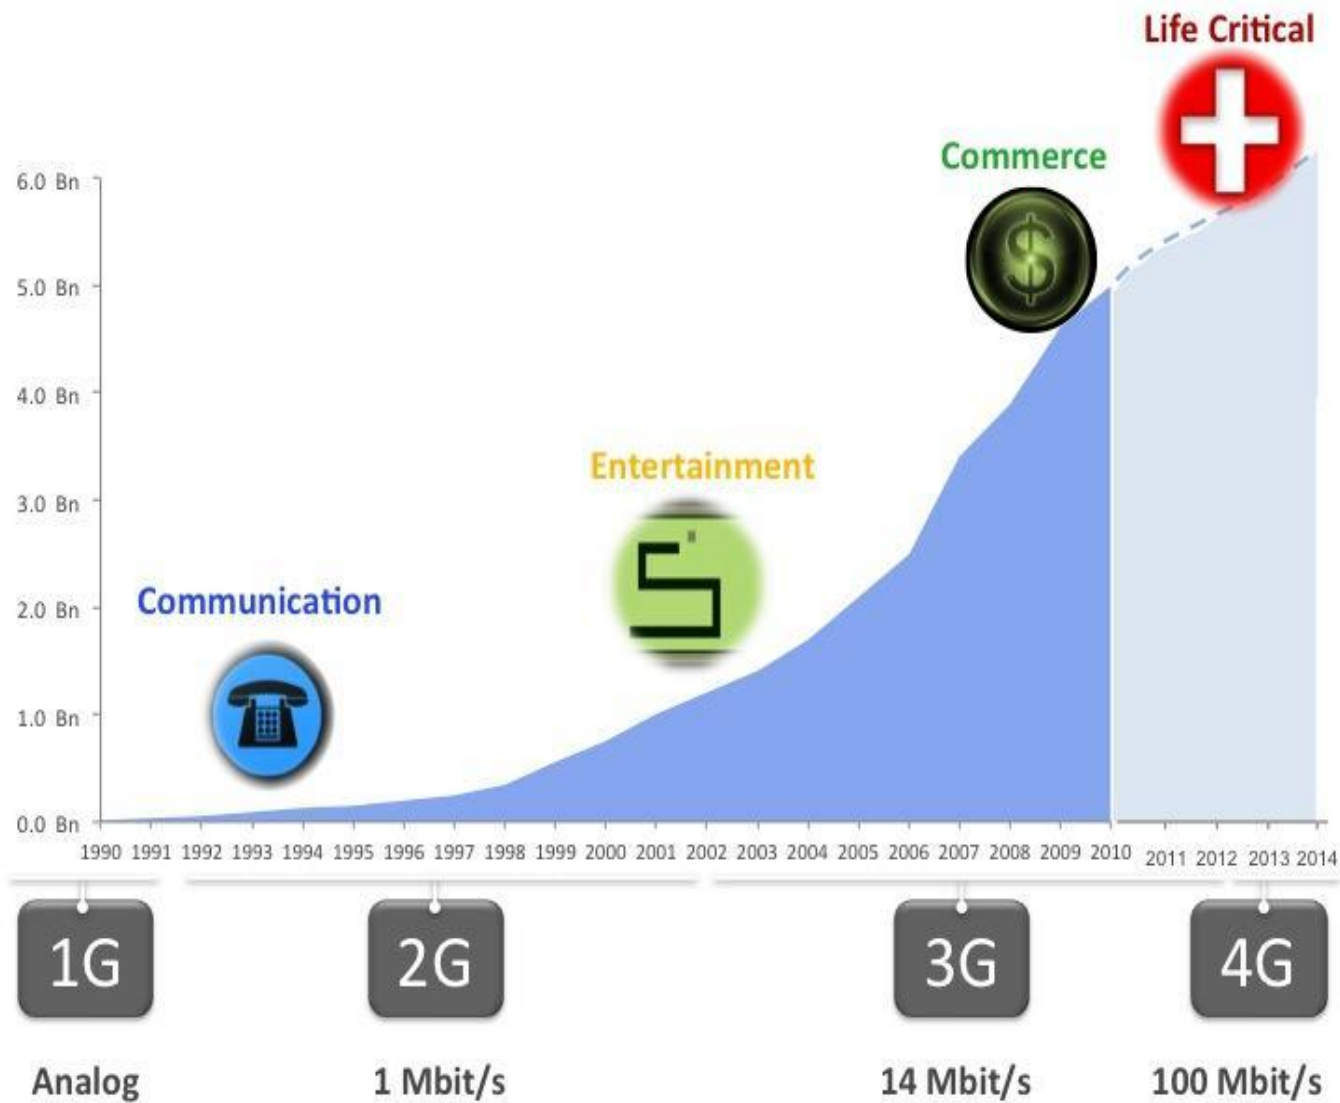 Life Critical
Commerce
6.0 Bn
5.0 Bn
4.0 Bn
Entertainment
3.0 Bn
Communication
2.0 Bn
1.0 Bn
0.0 Bn
1990 1991 1992 1993 1994 1995 1996 1997 1998 1999 2000 2001 2002 2003 2004 2005 2006 2007 2008 2009 2010 2011 2012 2013 2014
1G 2G 3G 4G
Analog 1 Mbit/s 14 Mbit/s 100 Mbit/s